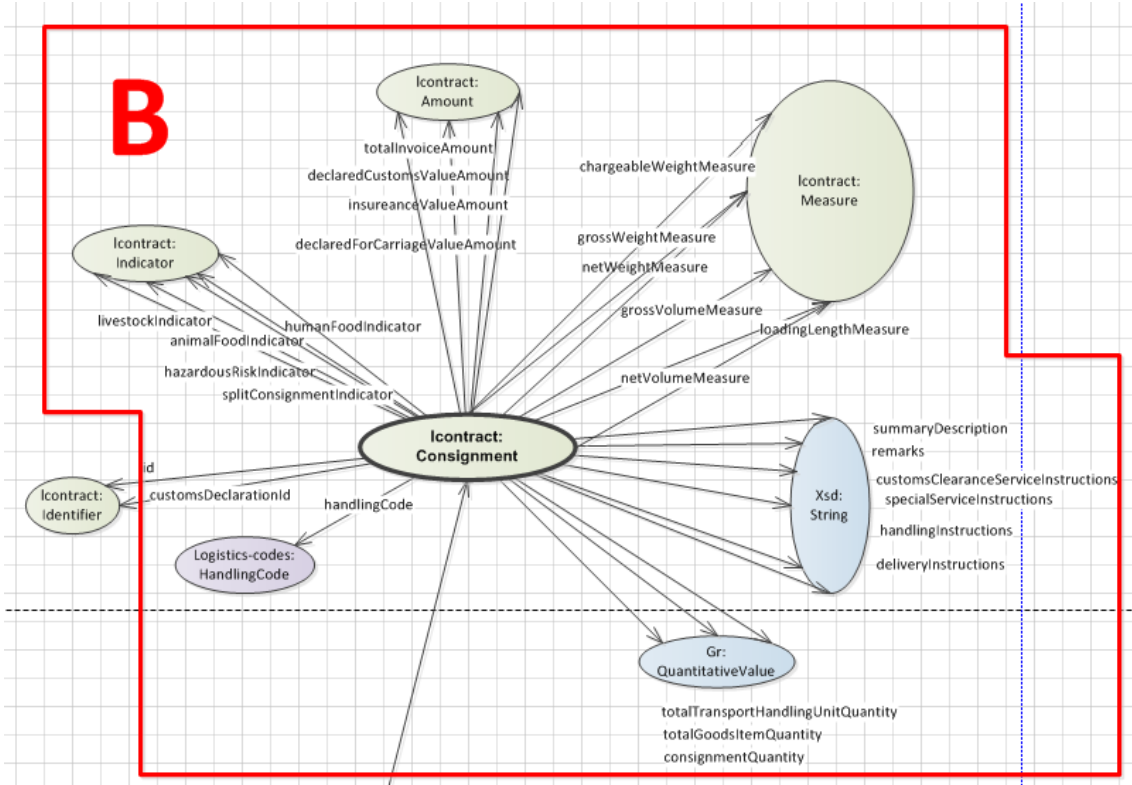 B
lcontract:
Amount
totalInvoiceAmount
declaredCustomsValueAmount
insureanceValueAmount
declaredForCarriageValueAmount
lcontract:
Measure
chargeableWeightMeasure
grossWeightMeasure
netWeightMeasure
grossVolumeMeasure
loadingLengthMeasure
netVolumeMeasure
lcontract:
Indicator
livestockIndicator
humanFoodIndicator
animalFoodIndicator
hazardousRiskIndicator
splitConsignmentIndicator
lcontract:
Consignment
id
customsDeclarationId
lcontract:
Identifier
handlingCode
Logistics-codes:
HandlingCode
Xsd:
String
summaryDescription
remarks
customsClearanceServiceInstructions
specialServiceInstructions
handlingInstructions
deliveryInstructions
Gr:
QuantitativeValue
totalTransportHandlingUnitQuantity
totalGoodsItemQuantity
consignmentQuantity